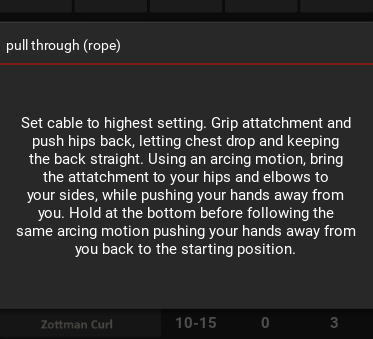 pull through (rope)
Set cable to highest setting. Grip attatchment and
push hips back, letting chest drop and keeping
the back straight. Using an arcing motion, bring
the attatchment to your hips and elbows to
your sides, while pushing your hands away from
you. Hold at the bottom before following the
same arcing motion pushing your hands away from
you back to the starting position.
Zottman Curl 10-15 0 3